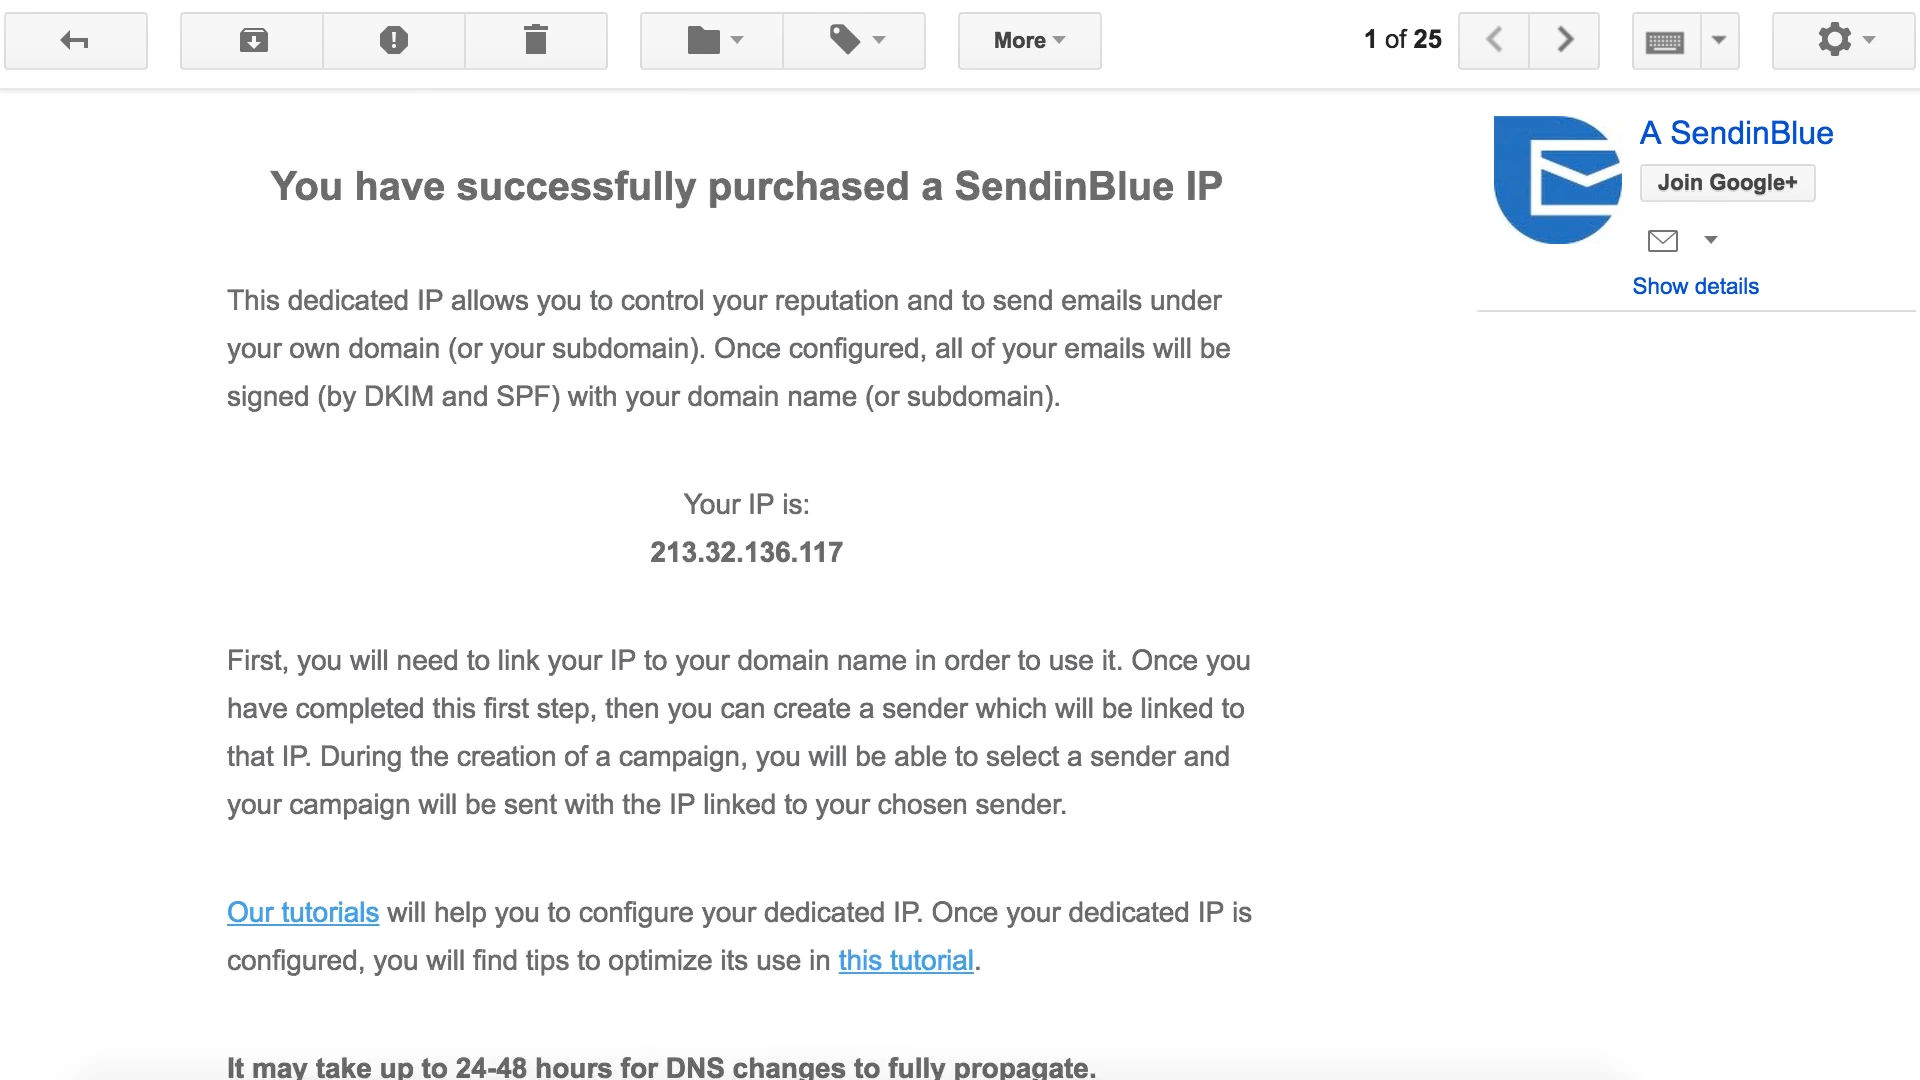 More
1 of 25
A SendinBlue
Join Google+
Show details
You have successfully purchased a SendinBlue IP
This dedicated IP allows you to control your reputation and to send emails under
your own domain (or your subdomain). Once configured, all of your emails will be
signed (by DKIM and SPF) with your domain name (or subdomain).
Your IP is:
213.32.136.117
First, you will need to link your IP to your domain name in order to use it. Once you
have completed this first step, then you can create a sender which will be linked to
that IP. During the creation of a campaign, you will be able to select a sender and
your campaign will be sent with the IP linked to your chosen sender.
Our tutorials will help you to configure your dedicated IP. Once your dedicated IP is
configured, you will find tips to optimize its use in this tutorial.
It may take up to 24-48 hours for DNS changes to fully propagate.